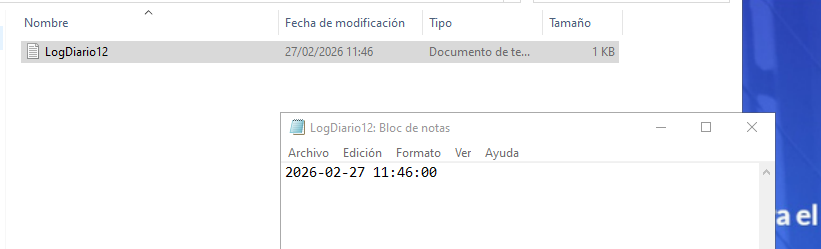 Nombre Fecha de modificación Tipo Tamaño
LogDiario12 27/02/2026 11:46 Documento de te... 1 KB
LogDiario12: Bloc de notas
Archivo Edición Formato Ver Ayuda
2026-02-27 11:46:00
a el